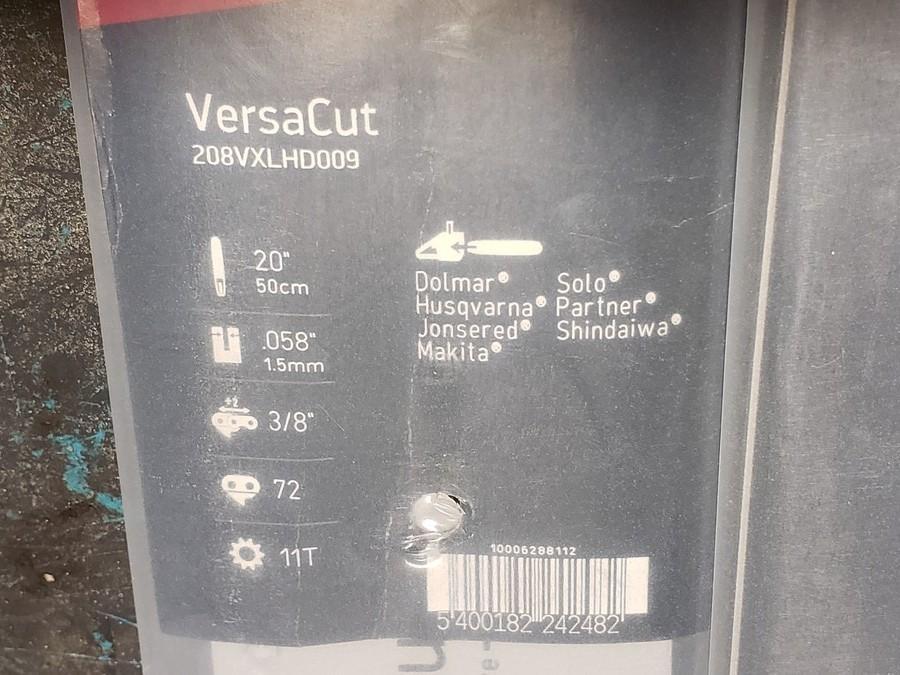 VersaCut
208VXLHD009
20"
50cm
.058"
1.5mm
3/8"
72
11T
Dolmar®
Husqvarna®
Jonsered®
Makita®
Solo®
Partner®
Shindaiwa®
10006288112
5 400182 242482